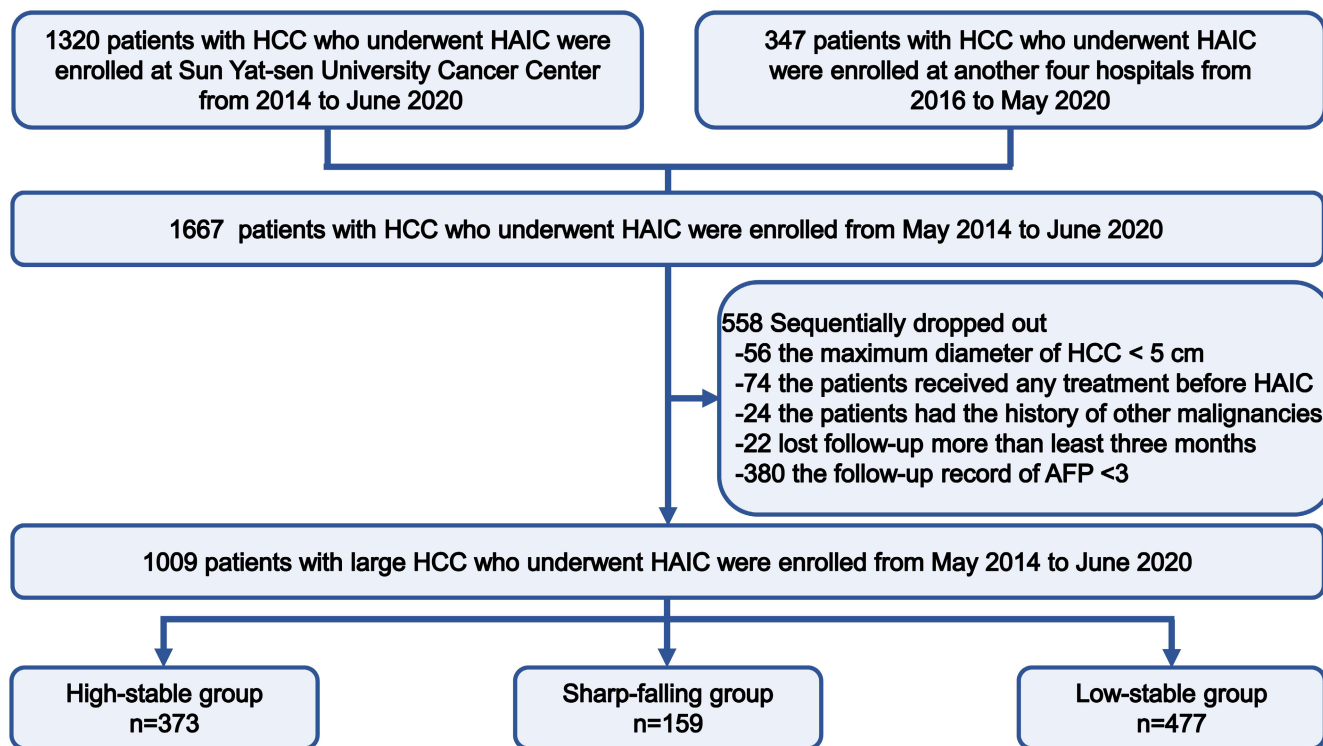 1320 patients with HCC who underwent HAIC were
enrolled at Sun Yat-sen University Cancer Center
from 2014 to June 2020
347 patients with HCC who underwent HAIC
were enrolled at another four hospitals from
2016 to May 2020
1667 patients with HCC who underwent HAIC were enrolled from May 2014 to June 2020
558 Sequentially dropped out
-56 the maximum diameter of HCC < 5 cm
-74 the patients received any treatment before HAIC
-24 the patients had the history of other malignancies
-22 lost follow-up more than least three months
-380 the follow-up record of AFP <3
1009 patients with large HCC who underwent HAIC were enrolled from May 2014 to June 2020
High-stable group
n=373
Sharp-falling group
n=159
Low-stable group
n=477